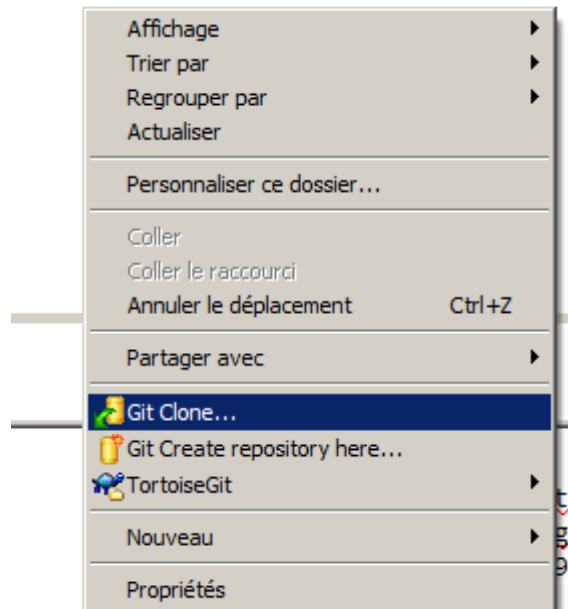 Affichage
Trier par
Regrouper par
Actualiser
Personnaliser ce dossier...
Coller
Coller le raccourci
Annuler le déplacement Ctrl+Z
Partager avec
Git Clone...
Git Create repository here...
TortoiseGit
Nouveau
Propriétés